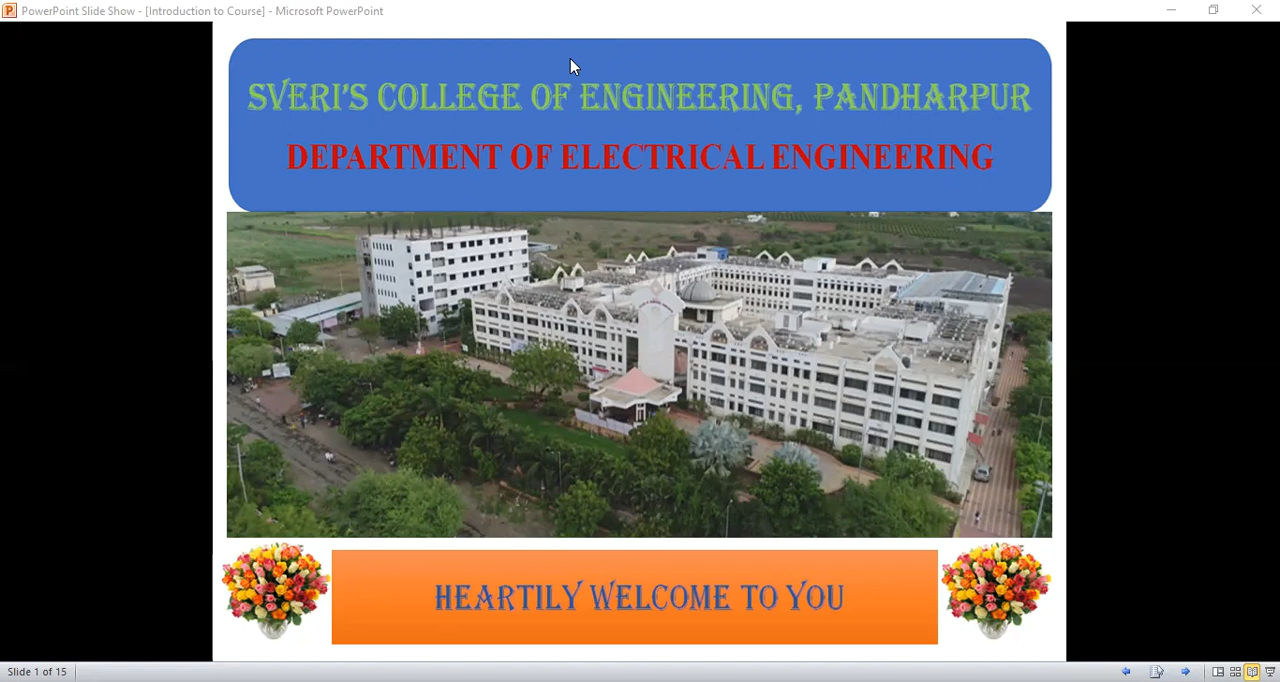 PowerPoint Slide Show - [Introduction to Course] - Microsoft PowerPoint
SVERI'S COLLEGE OF ENGINEERING, PANDHARPUR
DEPARTMENT OF ELECTRICAL ENGINEERING
HEARTILY WELCOME TO YOU
Slide 1 of 15